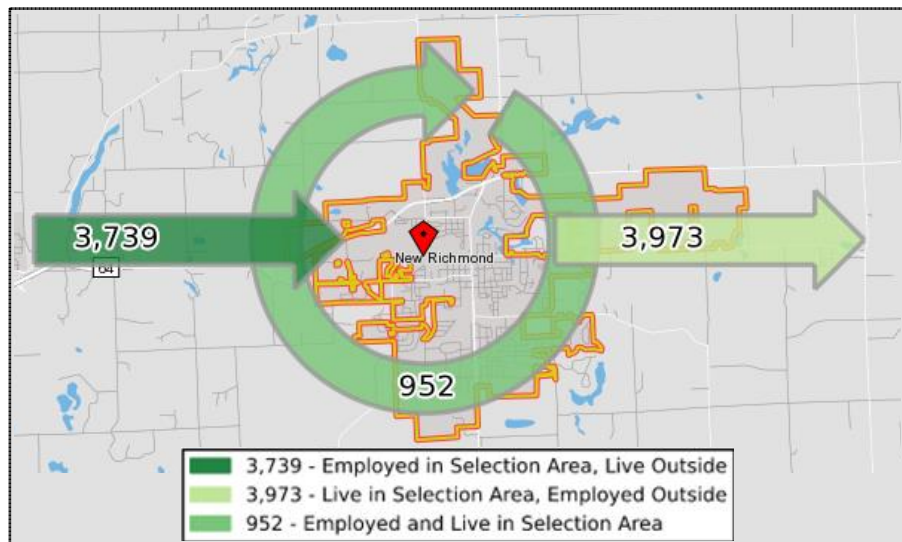 3,739
3,973
64
New Richmond
952
3,739 - Employed in Selection Area, Live Outside
3,973 - Live in Selection Area, Employed Outside
952 - Employed and Live in Selection Area